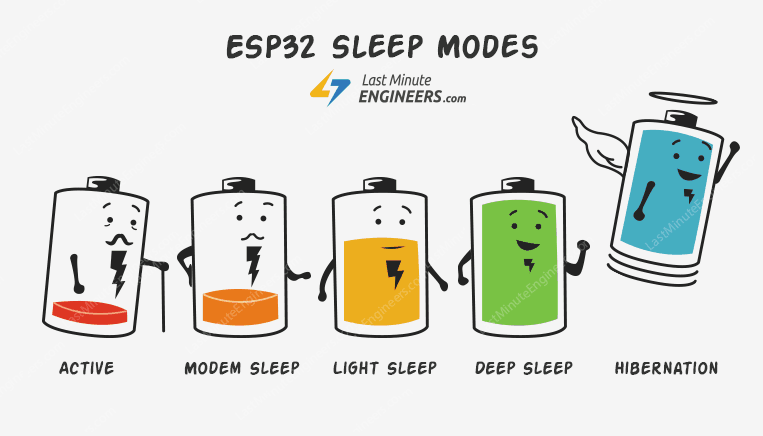 ESP32 SLEEP MODES
Last Minute
ENGINEERS.com
ACTIVE
MODEM SLEEP
LIGHT SLEEP
DEEP SLEEP
HIBERNATION